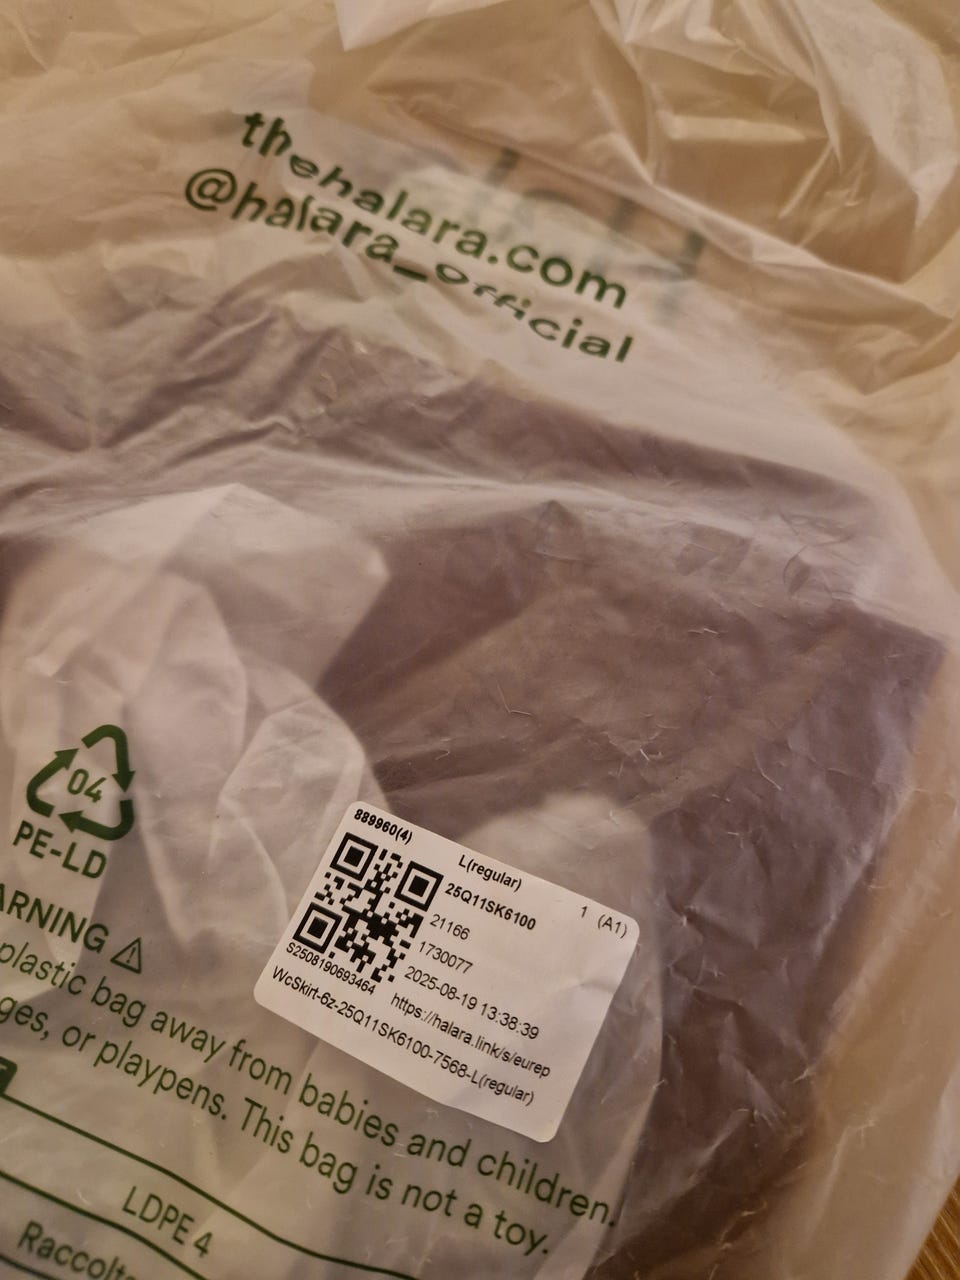 thehalara.com
@halara_official
04
PE-LD
889960(4)
L(regular)
25Q11SK6100
1 (A1)
21166
1730077
2025-08-19 13:38:39
S2508190693464
https://halara.link/s/eurep
WcSkirt-6z-25Q11SK6100-7568-L(regular)
ARNING
plastic bag away from babies and children.
ges, or playpens. This bag is not a toy.
LDPE 4
Raccolta